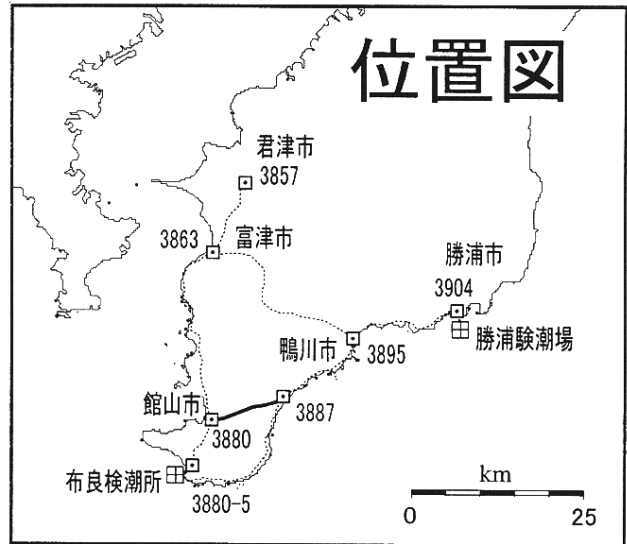 位置図
君津市
3857
3863
富津市
勝浦市
3904
勝浦験潮場
鴨川市
3895
館山市
3887
3880
布良検潮所
3880-5
km
0
25